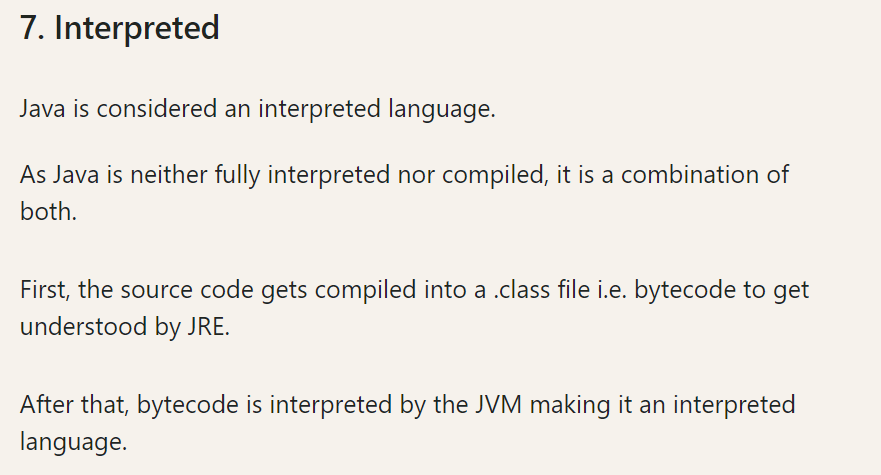 7. Interpreted
Java is considered an interpreted language.
As Java is neither fully interpreted nor compiled, it is a combination of
both.
First, the source code gets compiled into a .class file i.e. bytecode to get
understood by JRE.
After that, bytecode is interpreted by the JVM making it an interpreted
language.